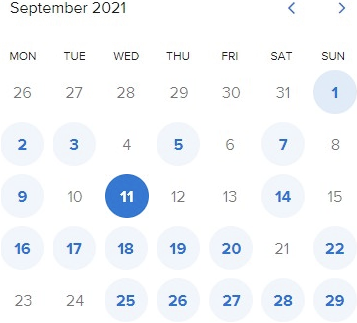 September 2021
MON TUE WED THU FRI SAT SUN
26 27 28 29 30 31 1
2 3 4 5 6 7 8
9 10 11 12 13 14 15
16 17 18 19 20 21 22
23 24 25 26 27 28 29